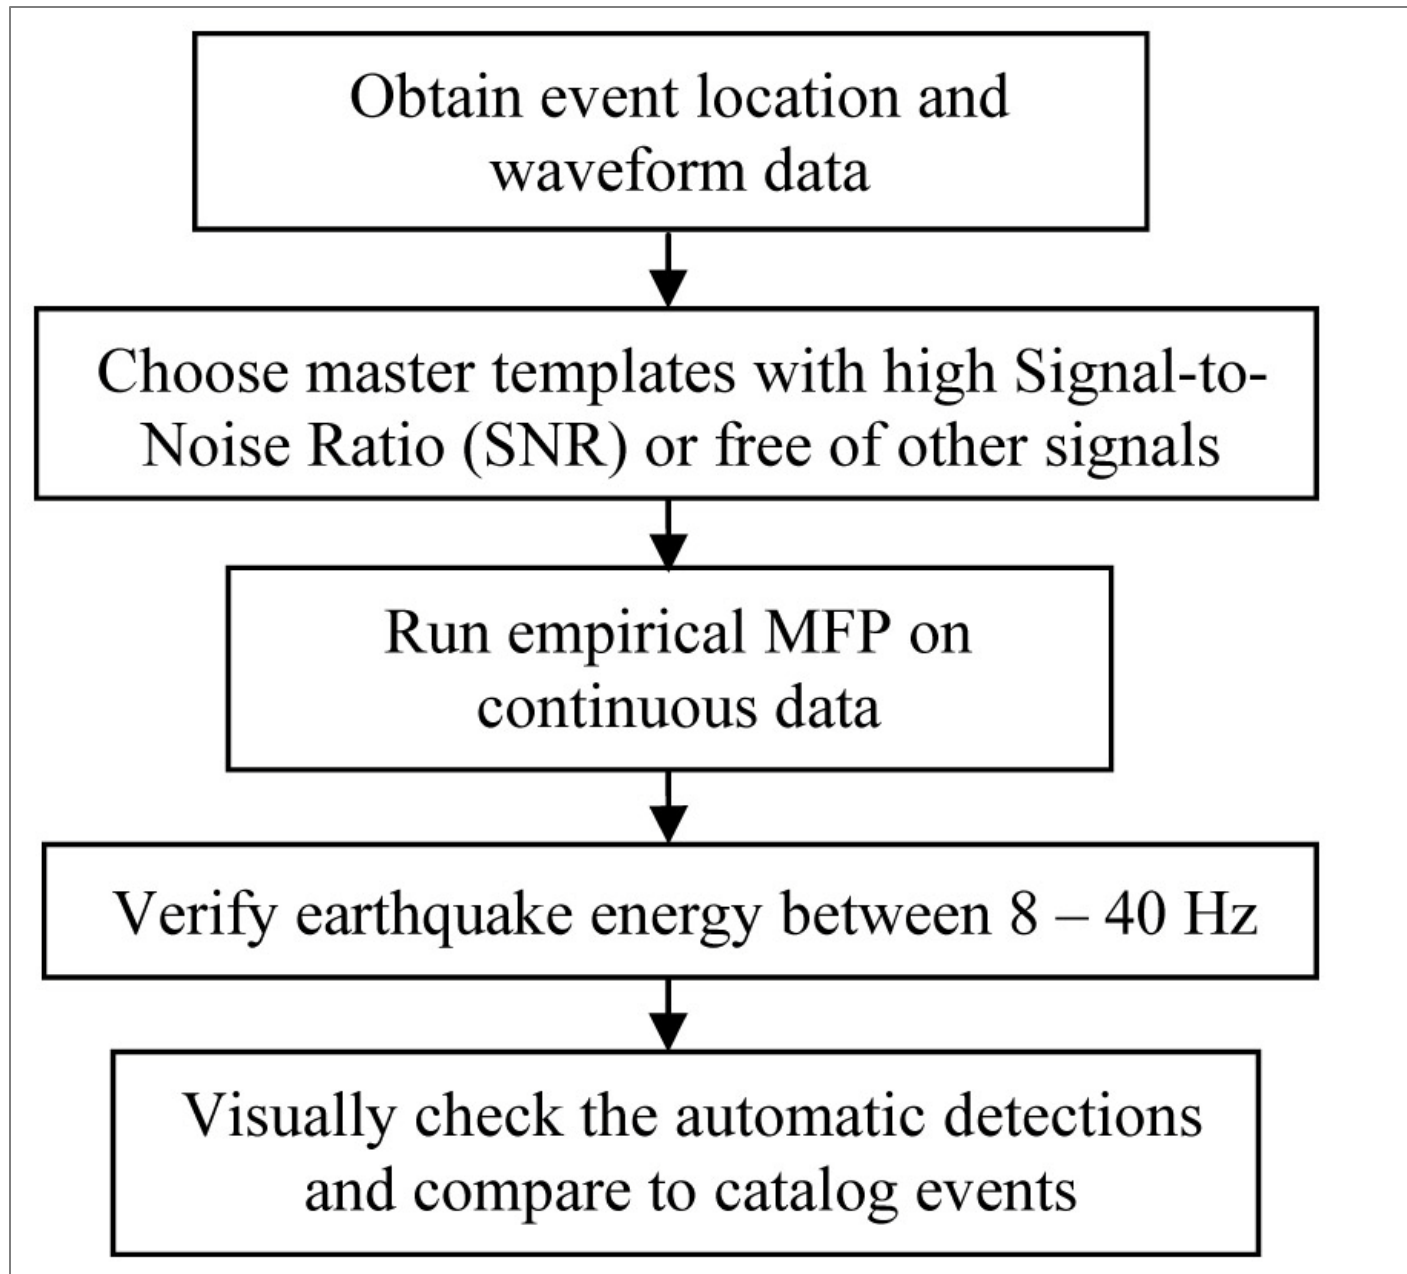 Obtain event location and
waveform data
Choose master templates with high Signal-to-
Noise Ratio (SNR) or free of other signals
Run empirical MFP on
continuous data
Verify earthquake energy between 8 – 40 Hz
Visually check the automatic detections
and compare to catalog events